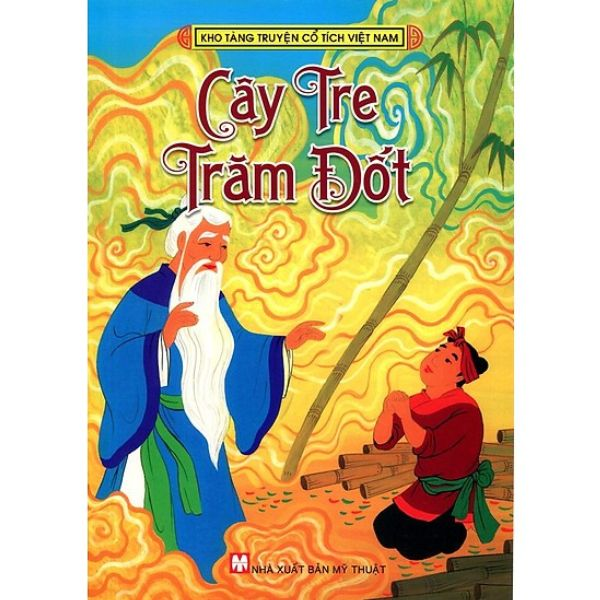 KHO TÀNG TRUYỆN CỔ TÍCH VIỆT NAM
Cây Tre
Trăm Đốt
NHÀ XUẤT BẢN MỸ THUẬT